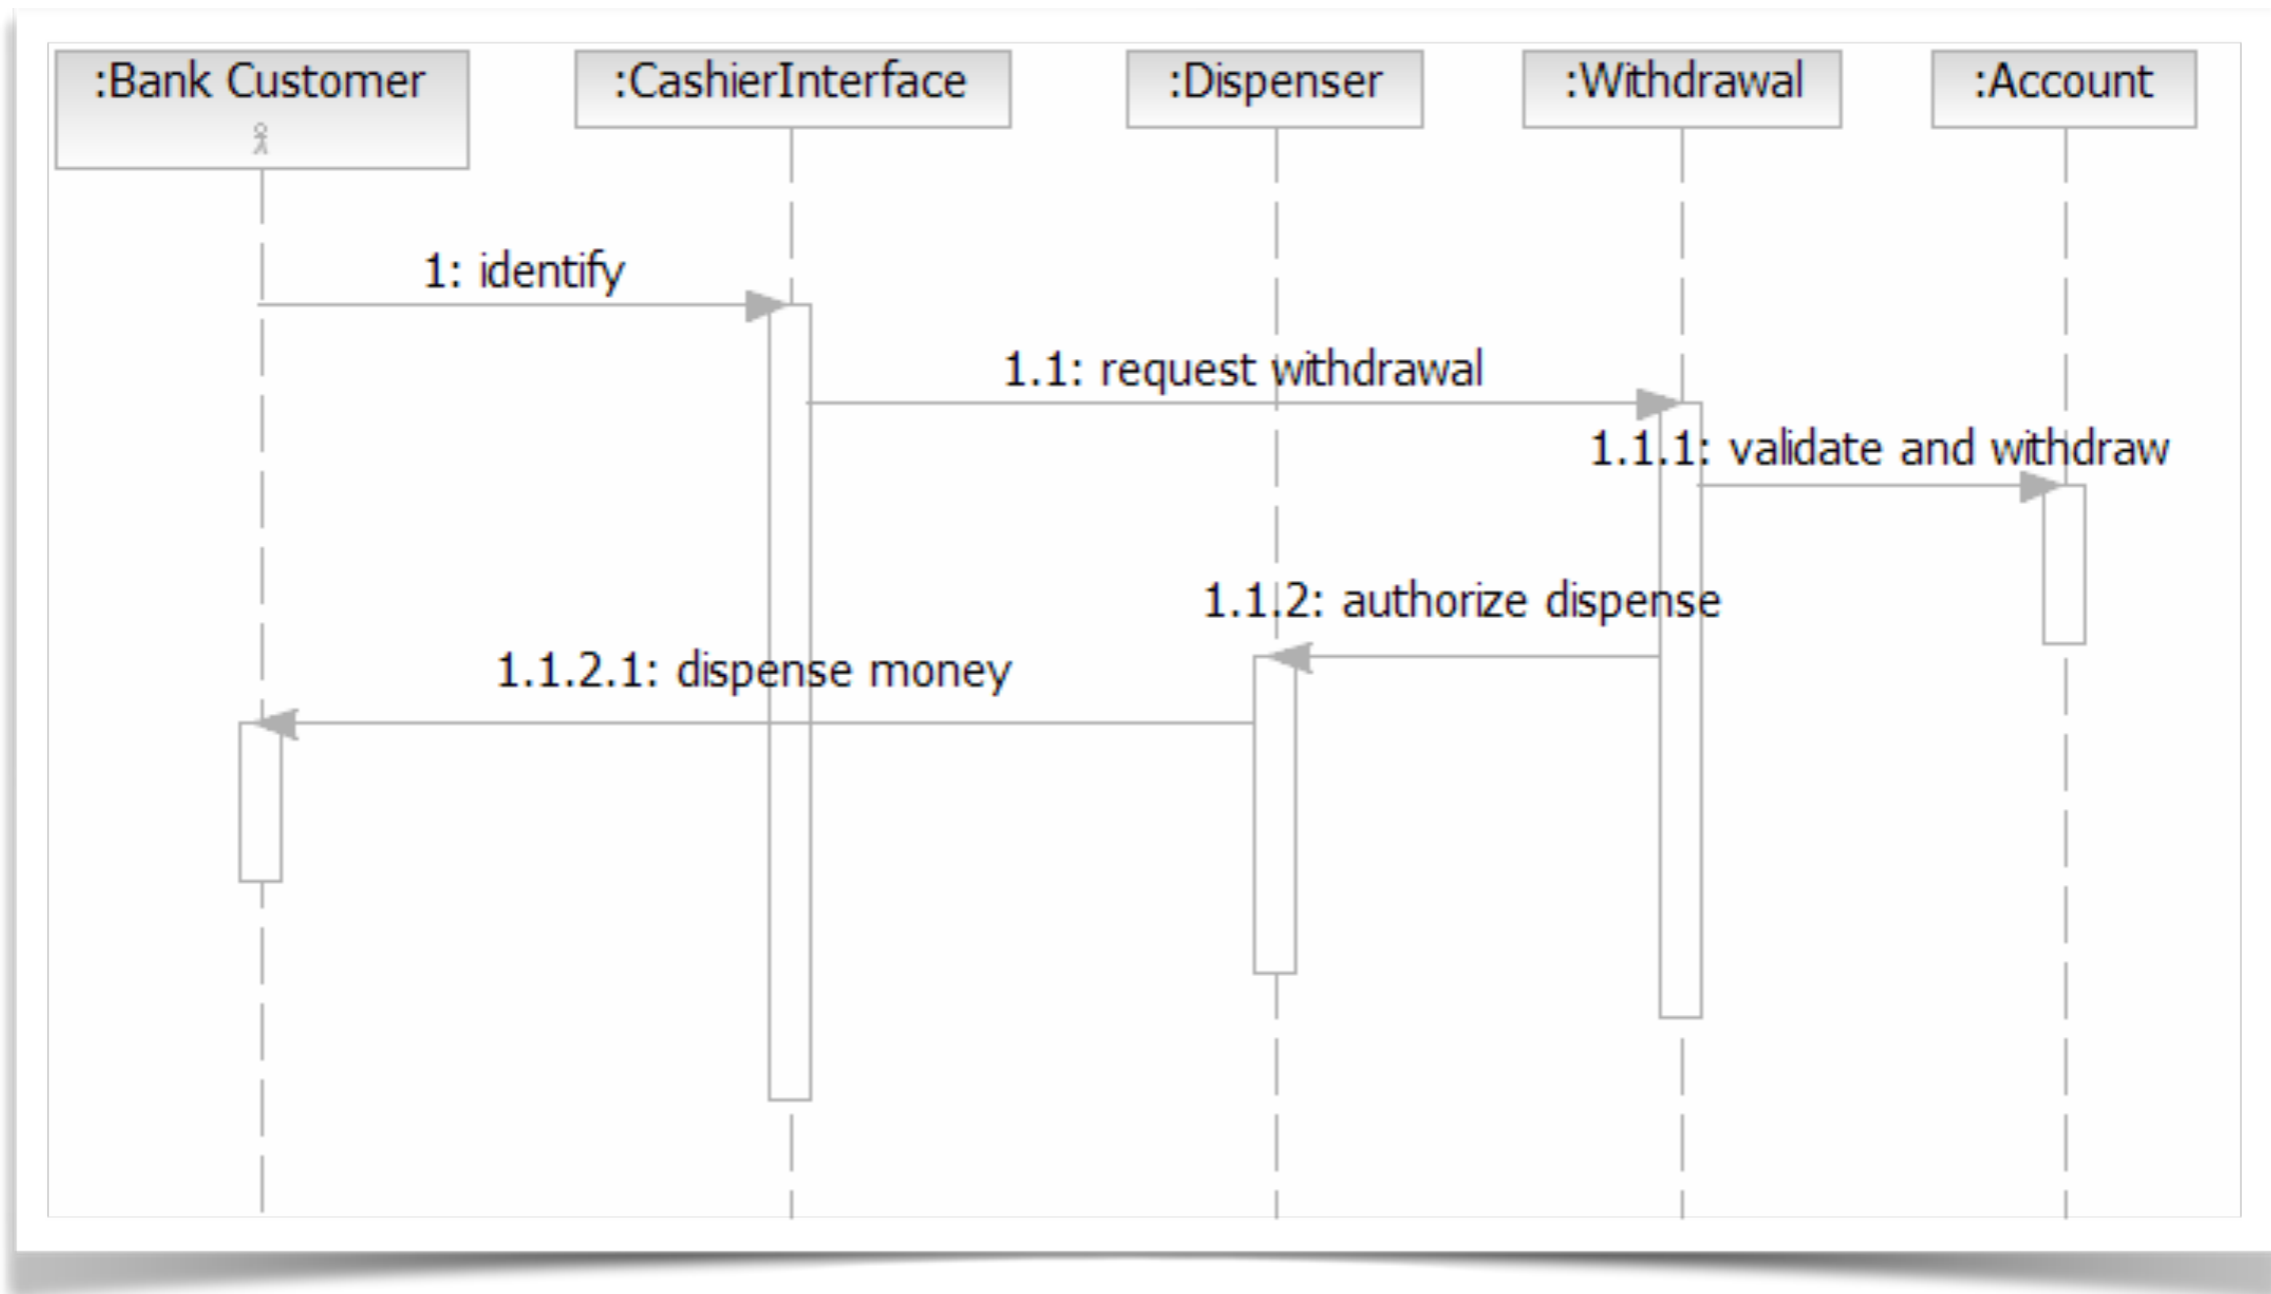 :Bank Customer
:CashierInterface
:Dispenser
:Withdrawal
:Account
1: identify
1.1: request withdrawal
1.1.1: validate and withdraw
1.1.2: authorize dispense
1.1.2.1: dispense money